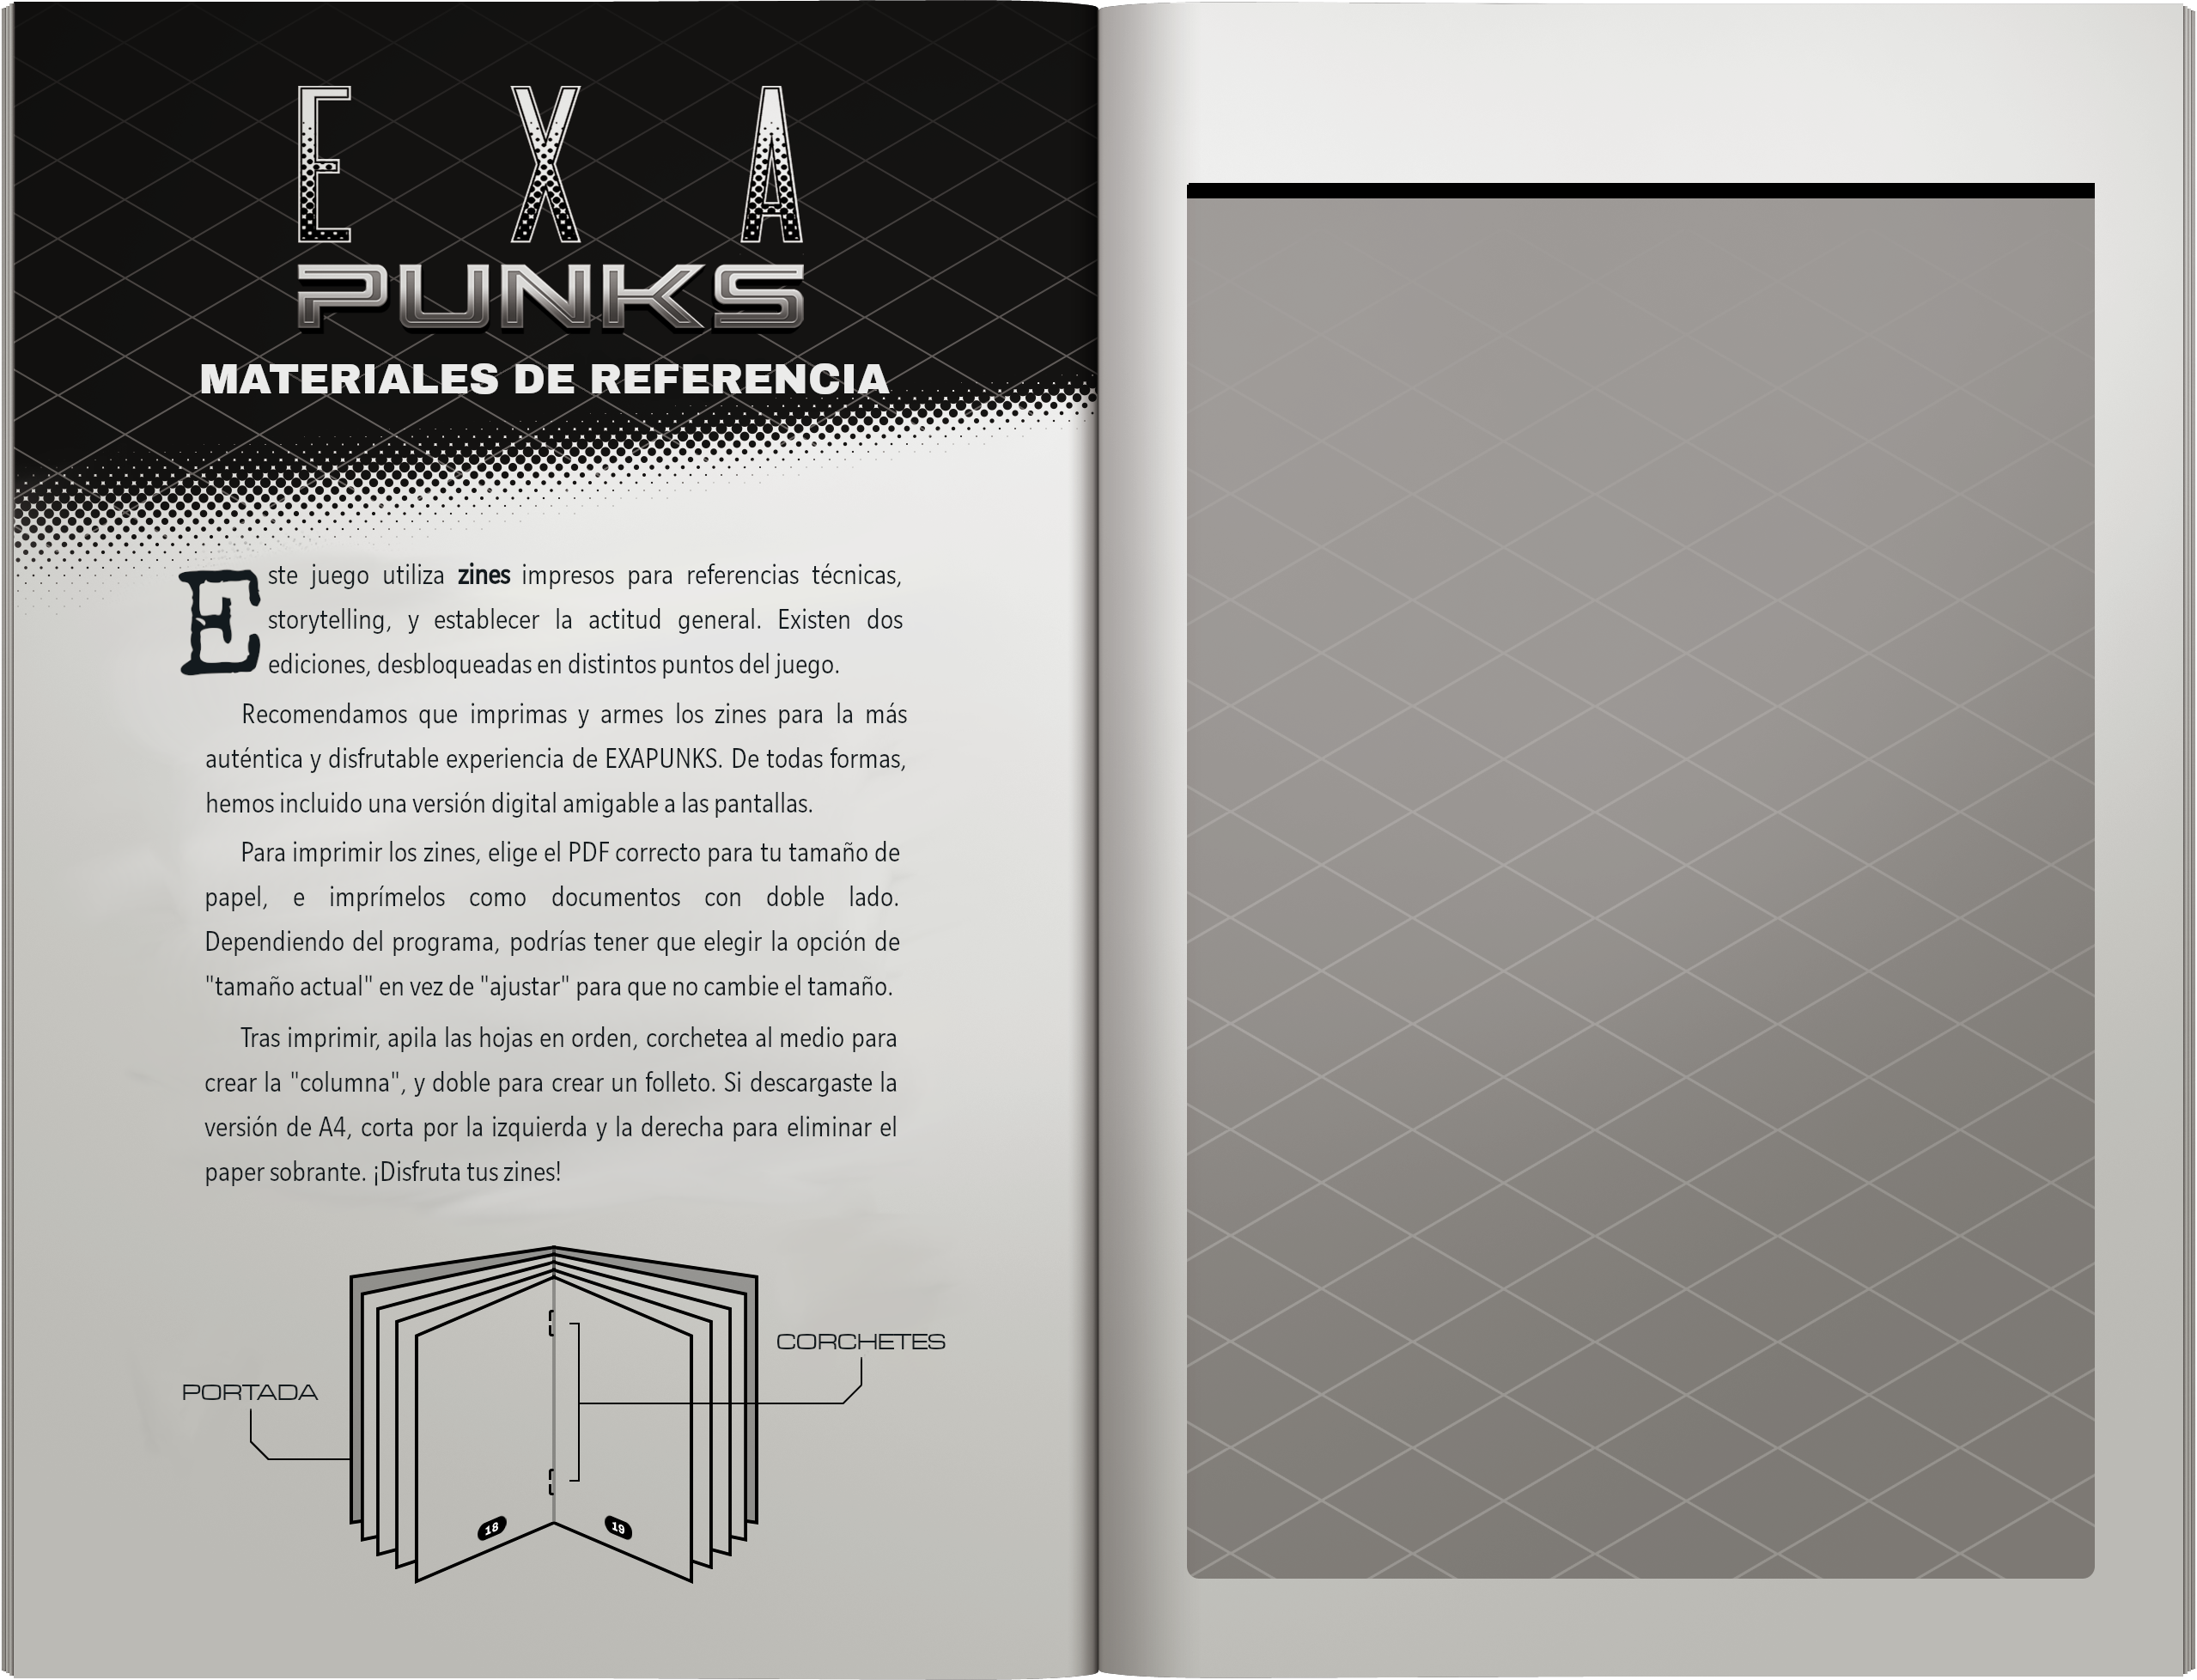 EXA
PUNKS
MATERIALES DE REFERENCIA
Este juego utiliza zines impresos para referencias técnicas,
storytelling, y establecer la actitud general. Existen dos
ediciones, desbloqueadas en distintos puntos del juego.
Recomendamos que imprimas y armes los zines para la más
auténtica y disfrutable experiencia de EXAPUNKS. De todas formas,
hemos incluido una versión digital amigable a las pantallas.
Para imprimir los zines, elige el PDF correcto para tu tamaño de
papel, e imprímelos como documentos con doble lado.
Dependiendo del programa, podrías tener que elegir la opción de
"tamaño actual" en vez de "ajustar" para que no cambie el tamaño.
Tras imprimir, apila las hojas en orden, corchetea al medio para
crear la "columna", y doble para crear un folleto. Si descargaste la
versión de A4, corta por la izquierda y la derecha para eliminar el
paper sobrante. ¡Disfruta tus zines!
CORCHETES
PORTADA
18
19